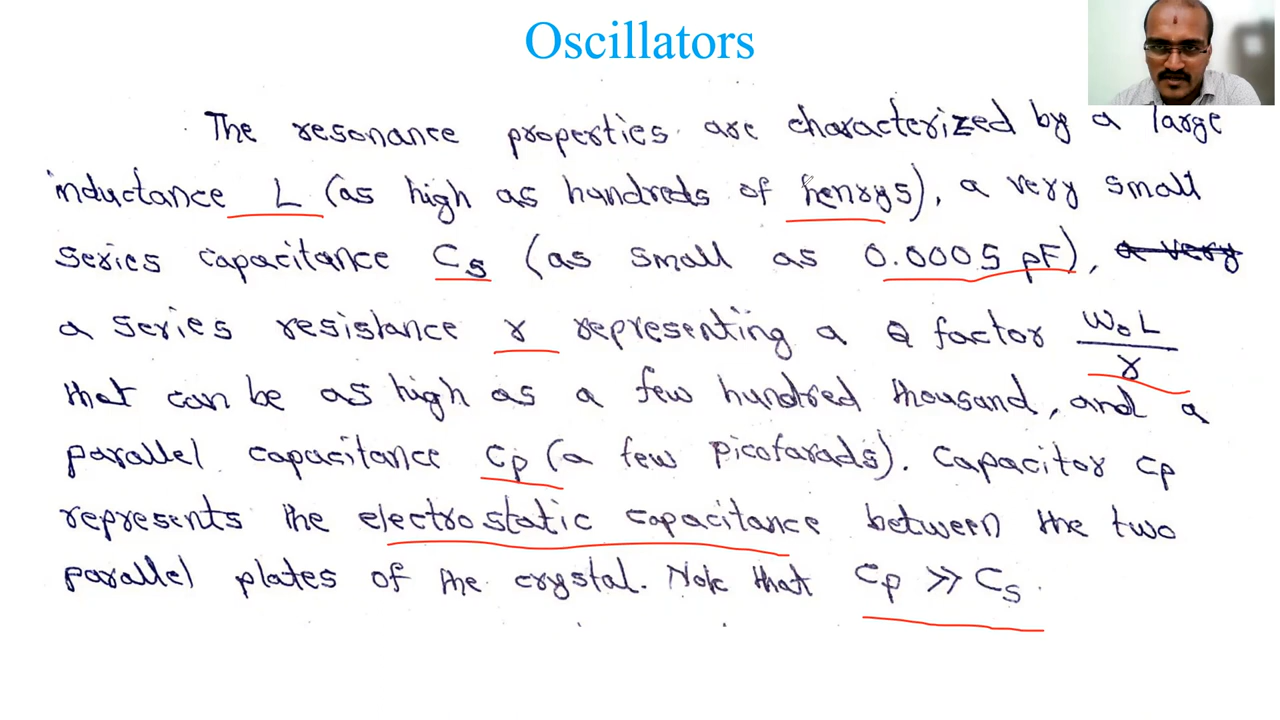 Oscillators
The resonance properties are characterized by a large
inductance L (as high as hundreds of henrys), a very small
series capacitance Cs (as small as 0.0005 pF), a very
a series resistance r representing a Q factor ω₀L/r
that can be as high as a few hundred thousand, and a
parallel capacitance Cp (a few picofarads). Capacitor Cp
represents the electrostatic capacitance between the two
parallel plates of the crystal. Note that Cp >> Cs.